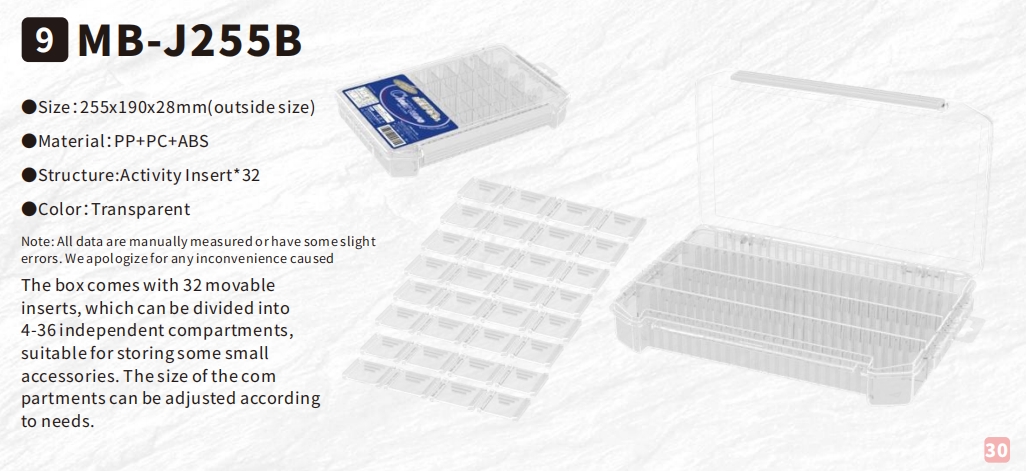 9 MB-J255B
●Size:255x190x28mm(outside size)
●Material:PP+PC+ABS
●Structure:Activity Insert*32
●Color:Transparent
Note: All data are manually measured or have some slight
errors. We apologize for any inconvenience caused
The box comes with 32 movable
inserts, which can be divided into
4-36 independent compartments,
suitable for storing some small
accessories. The size of the com
partments can be adjusted according
to needs.
30